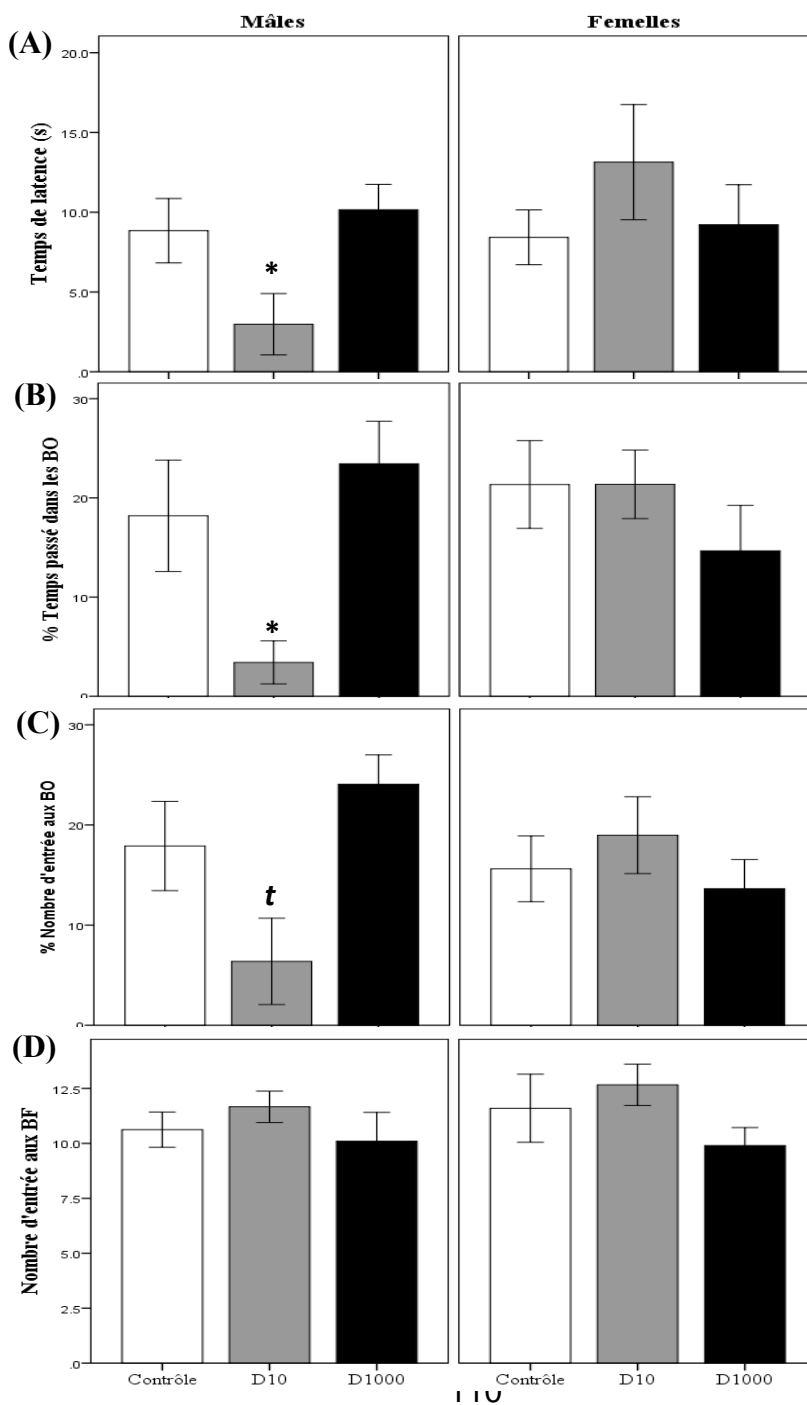 Mâles Femelles
(A)
Temps de latence (s)
20.0
15.0
10.0
5.0
.0
*
(B)
% Temps passé dans les BO
30
20
10
0
*
(C)
% Nombre d'entrée aux BO
30
20
10
0
t
(D)
Nombre d'entrée aux BF
12.5
10.0
7.5
5.0
2.5
.0
Contrôle D10 D1000 Contrôle D10 D1000